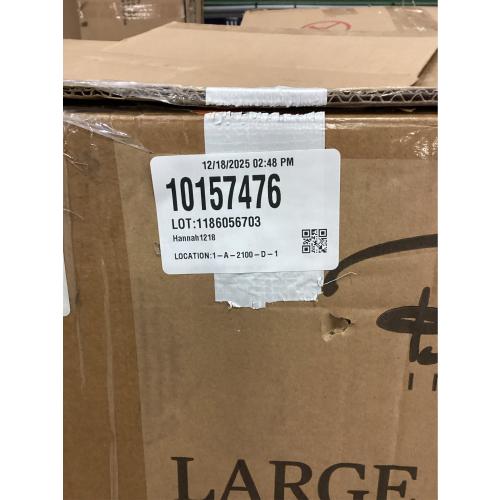 12/18/2025 02:48 PM
10157476
LOT:1186056703
Hannah1218
LOCATION:1-A-2100-D-1
LARGE